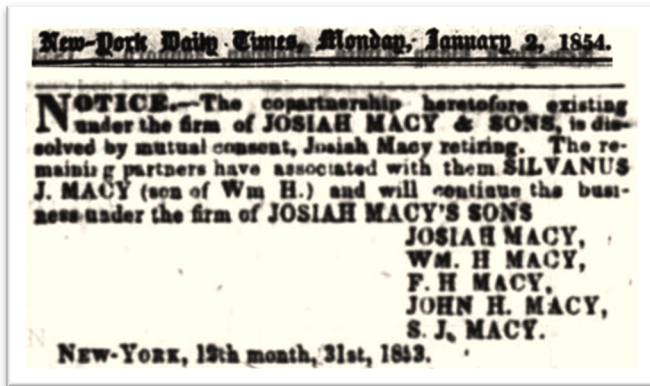 New-York Daily Times, Monday, January 2, 1854.
NOTICE.—The copartnership heretofore existing
under the firm of JOSIAH MACY & SONS, is dis-
solved by mutual consent, Josiah Macy retiring. The re-
maining partners have associated with them SILVANUS
J. MACY (son of Wm H.) and will continue the busi-
ness under the firm of JOSIAH MACY'S SONS
JOSIAH MACY,
WM. H MACY,
F. H MACY,
JOHN H. MACY,
S. J. MACY.
NEW-YORK, 12th month, 31st, 1853.